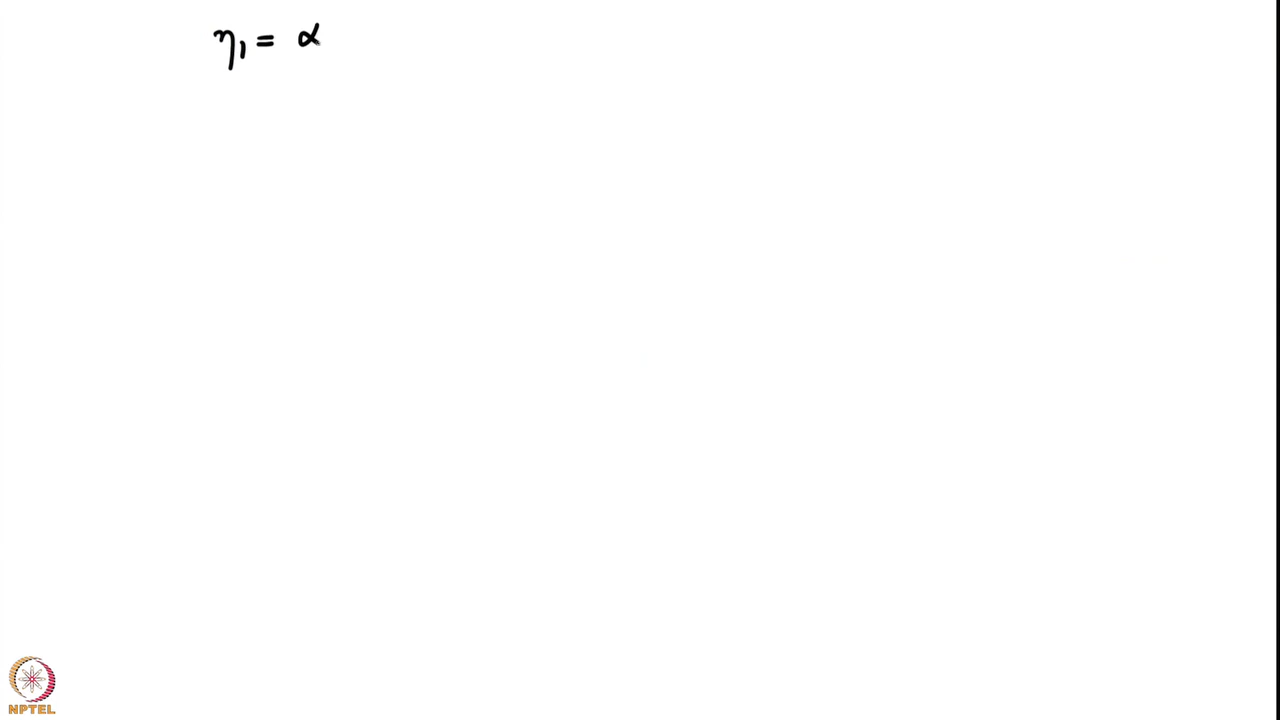 η₁ = α
NPTEL